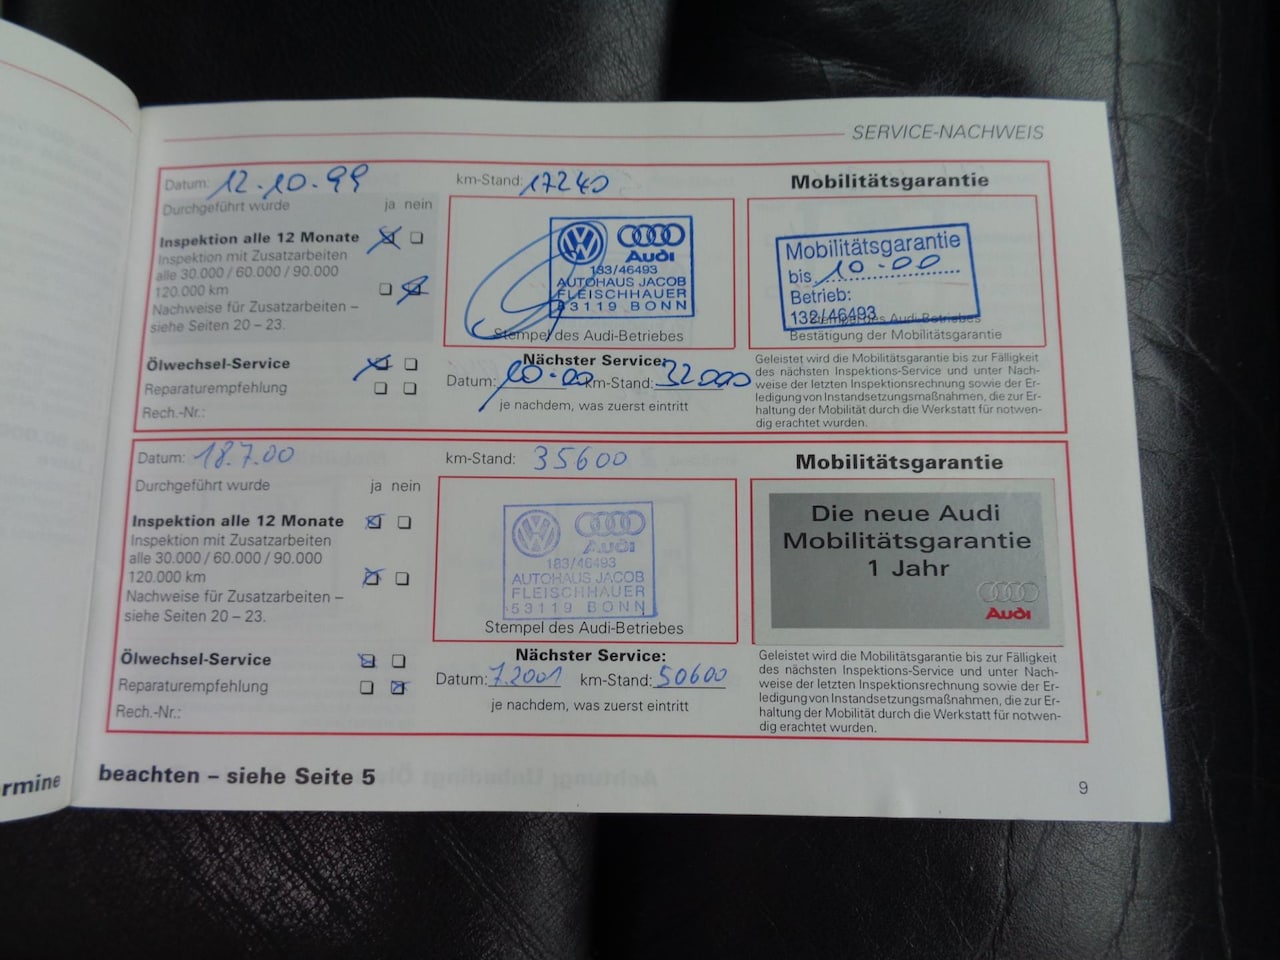 SERVICE-NACHWEIS
Datum: 12.10.99
km-Stand: 17240
Mobilitätsgarantie
Durchgeführt wurde ja nein
Inspektion alle 12 Monate
Inspektion mit Zusatzarbeiten
alle 30.000 / 60.000 / 90.000
120.000 km
Nachweise für Zusatzarbeiten –
siehe Seiten 20 – 23.
Ölwechsel-Service
Reparaturempfehlung
Rech.-Nr.:
Audi
183/46493
AUTOHAUS JACOB
FLEISCHHAUER
53119 BONN
Stempel des Audi-Betriebes
Nächster Service:
Datum: 10.00 km-Stand: 32000
je nachdem, was zuerst eintritt
Mobilitätsgarantie
bis 10.00
Betrieb:
132/46493
Stempel des Audi-Betriebes
Bestätigung der Mobilitätsgarantie
Geleistet wird die Mobilitätsgarantie bis zur Fälligkeit
des nächsten Inspektions-Service und unter Nach-
weise der letzten Inspektionsrechnung sowie der Er-
ledigung von Instandsetzungsmaßnahmen, die zur Er-
haltung der Mobilität durch die Werkstatt für notwen-
dig erachtet wurden.
Datum: 18.7.00
km-Stand: 35600
Mobilitätsgarantie
Durchgeführt wurde ja nein
Inspektion alle 12 Monate
Inspektion mit Zusatzarbeiten
alle 30.000 / 60.000 / 90.000
120.000 km
Nachweise für Zusatzarbeiten –
siehe Seiten 20 – 23.
Ölwechsel-Service
Reparaturempfehlung
Rech.-Nr.:
Audi
183/46493
AUTOHAUS JACOB
FLEISCHHAUER
53119 BONN
Stempel des Audi-Betriebes
Nächster Service:
Datum: 7.2001 km-Stand: 50600
je nachdem, was zuerst eintritt
Die neue Audi
Mobilitätsgarantie
1 Jahr
Audi
Geleistet wird die Mobilitätsgarantie bis zur Fälligkeit
des nächsten Inspektions-Service und unter Nach-
weise der letzten Inspektionsrechnung sowie der Er-
ledigung von Instandsetzungsmaßnahmen, die zur Er-
haltung der Mobilität durch die Werkstatt für notwen-
dig erachtet wurden.
rmine beachten – siehe Seite 5
9